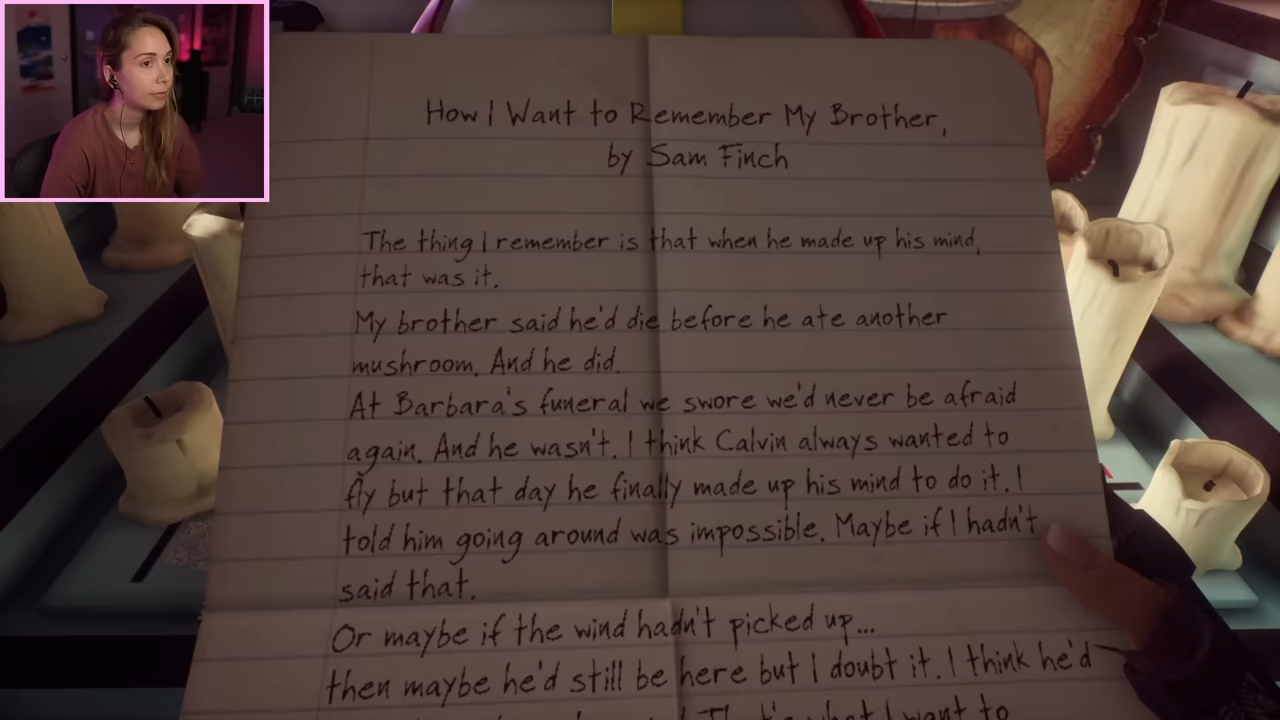 How I Want to Remember My Brother,
by Sam Finch
The thing I remember is that when he made up his mind,
that was it.
My brother said he'd die before he ate another
mushroom. And he did.
At Barbara's funeral we swore we'd never be afraid
again. And he wasn't. I think Calvin always wanted to
fly but that day he finally made up his mind to do it. I
told him going around was impossible. Maybe if I hadn't
said that.
Or maybe if the wind hadn't picked up...
then maybe he'd still be here but I doubt it. I think he'd
That's what I want to